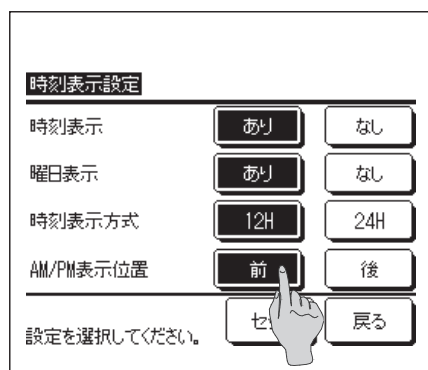 時刻表示設定
時刻表示 あり なし
曜日表示 あり なし
時刻表示方式 12H 24H
AM/PM表示位置 前 後
設定を選択してください。 戻る